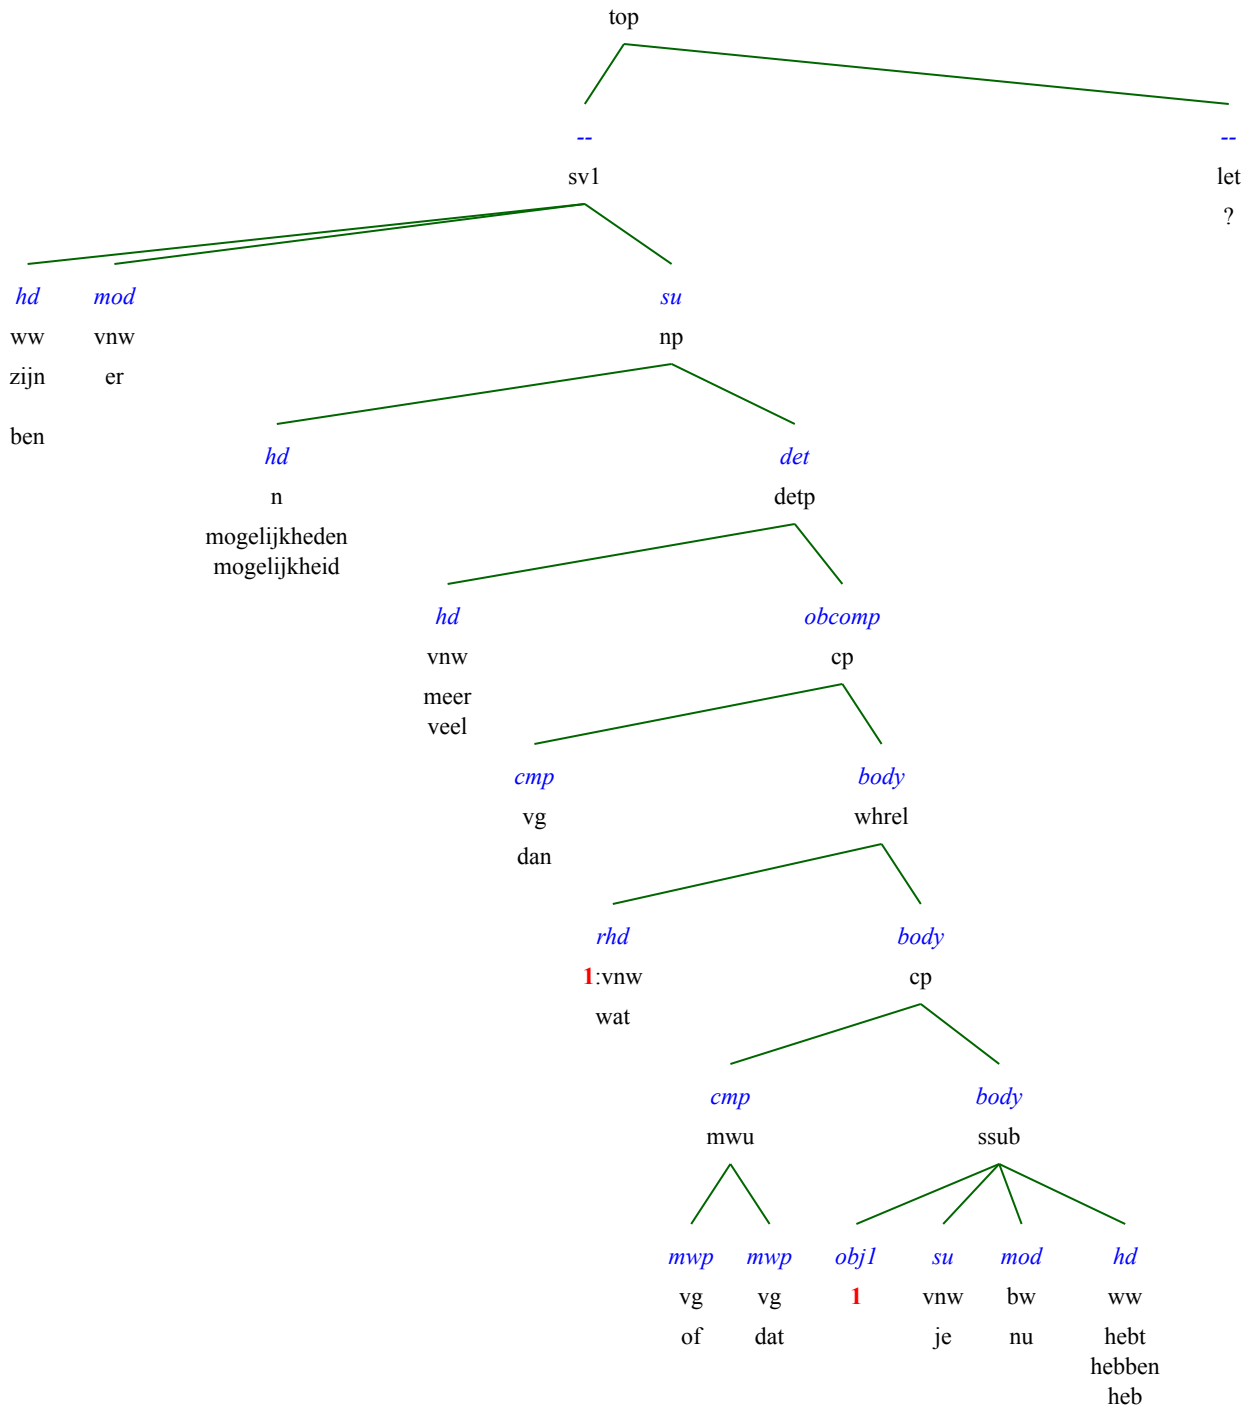 top
-- --
sv1 let
?
hd mod su
ww vnw np
zijn er
ben
hd det
n detp
mogelijkheden
mogelijkheid
hd obcomp
vnw cp
meer
veel
cmp body
vg whrel
dan
rhd body
1:vnw cp
wat
cmp body
mwu ssub
mwp mwp obj1 su mod hd
vg vg 1 vnw bw ww
of dat je nu hebt
hebben
heb